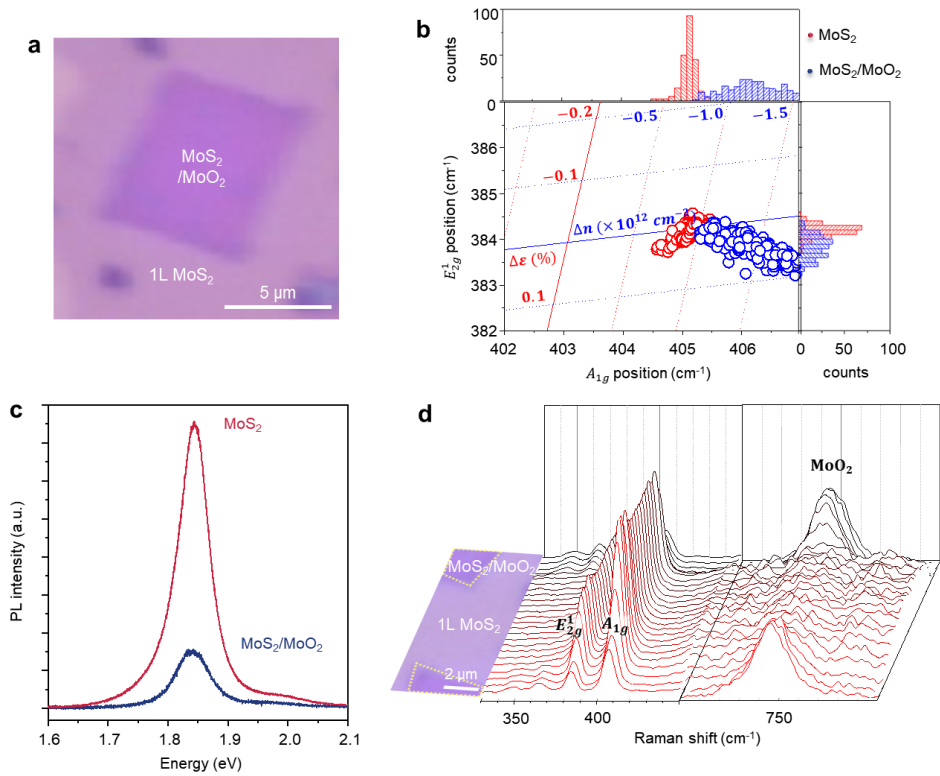 a
MoS₂
/MoO₂
1L MoS₂
5 µm
b
100
50
0
counts
MoS₂
MoS₂/MoO₂
386
385
384
383
382
E¹₂g position (cm⁻¹)
−0.2
−0.5
−1.0
−1.5
−0.1
Δn (×10¹² cm⁻²
Δε (%)
0.1
402
403
404
405
406
0
50
100
A₁g position (cm⁻¹)
counts
c
MoS₂
MoS₂/MoO₂
PL intensity (a.u.)
1.6
1.7
1.8
1.9
2.0
2.1
Energy (eV)
d
MoO₂
MoS₂/MoO₂
1L MoS₂
2 µm
E¹₂g
A₁g
350
400
750
Raman shift (cm⁻¹)